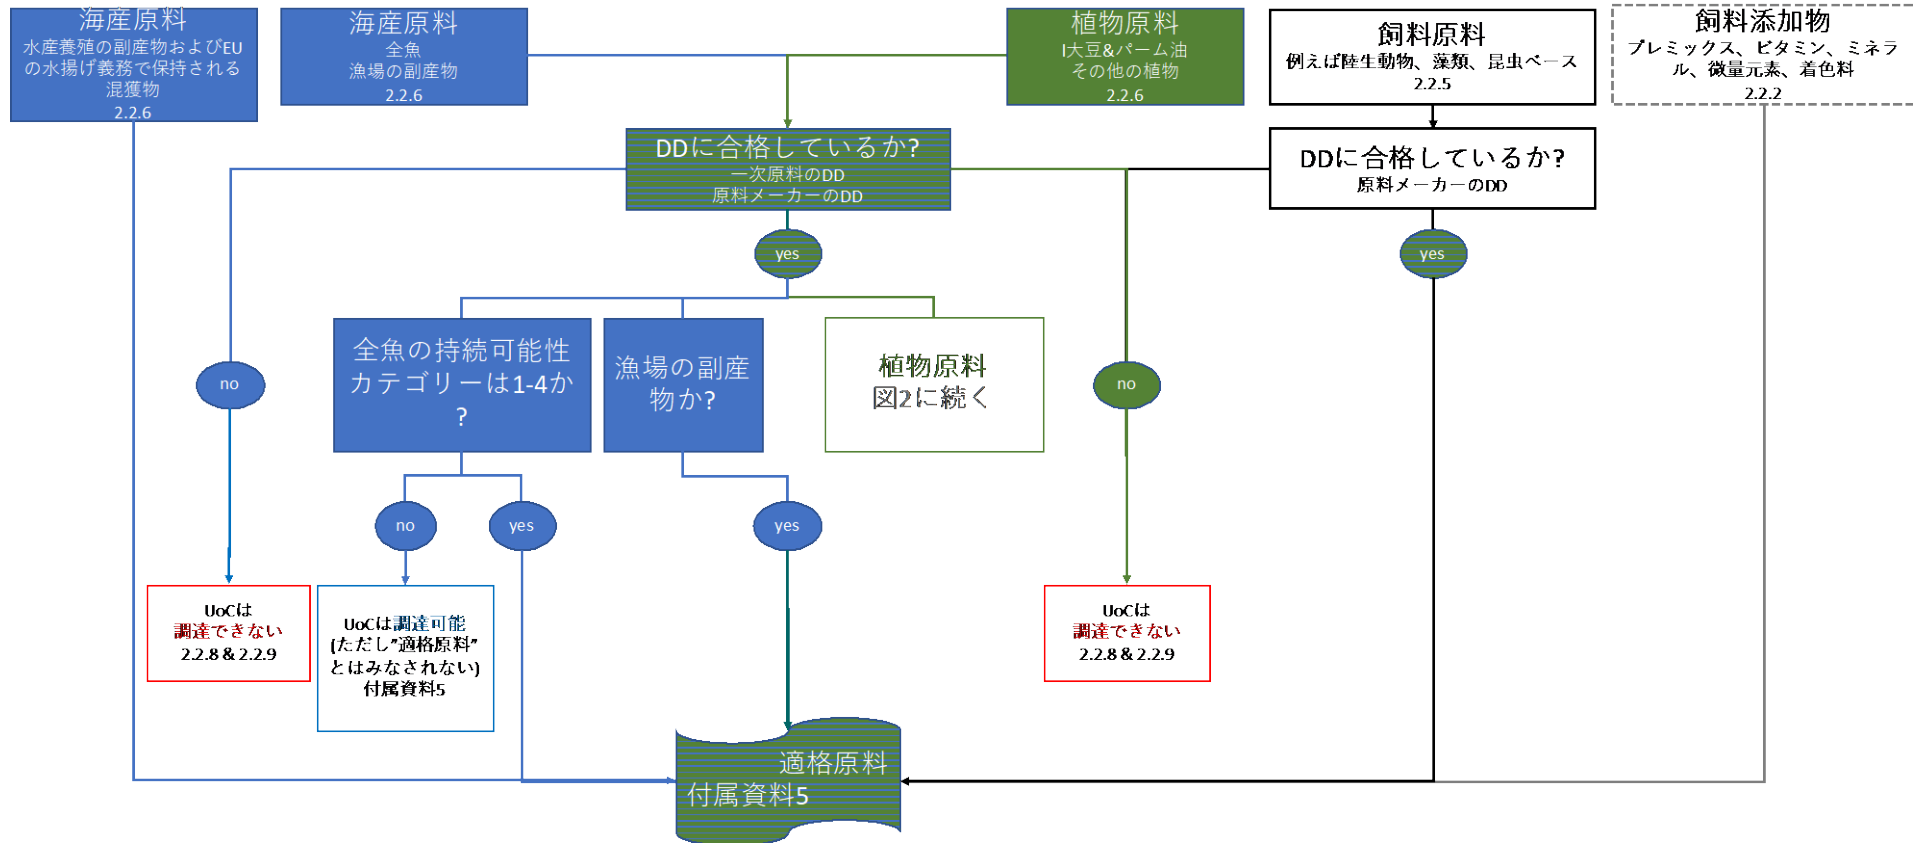 海産原料
水産養殖の副産物およびEU
の水揚げ義務で保持される
混獲物
2.2.6
海産原料
全魚
漁場の副産物
2.2.6
植物原料
I大豆&パーム油
その他の植物
2.2.6
飼料原料
例えば陸生動物、藻類、昆虫ベース
2.2.5
飼料添加物
プレミックス、ビタミン、ミネラ
ル、微量元素、着色料
2.2.2
DDに合格しているか?
一次原料のDD
原料メーカーのDD
DDに合格しているか?
原料メーカーのDD
yes
yes
全魚の持続可能性
カテゴリーは1-4か
?
漁場の副産
物か?
植物原料
図2に続く
no
no
no
yes
yes
UoCは
調達できない
2.2.8 & 2.2.9
UoCは調達可能
(ただし"適格原料"
とはみなされない)
付属資料5
UoCは
調達できない
2.2.8 & 2.2.9
適格原料
付属資料5